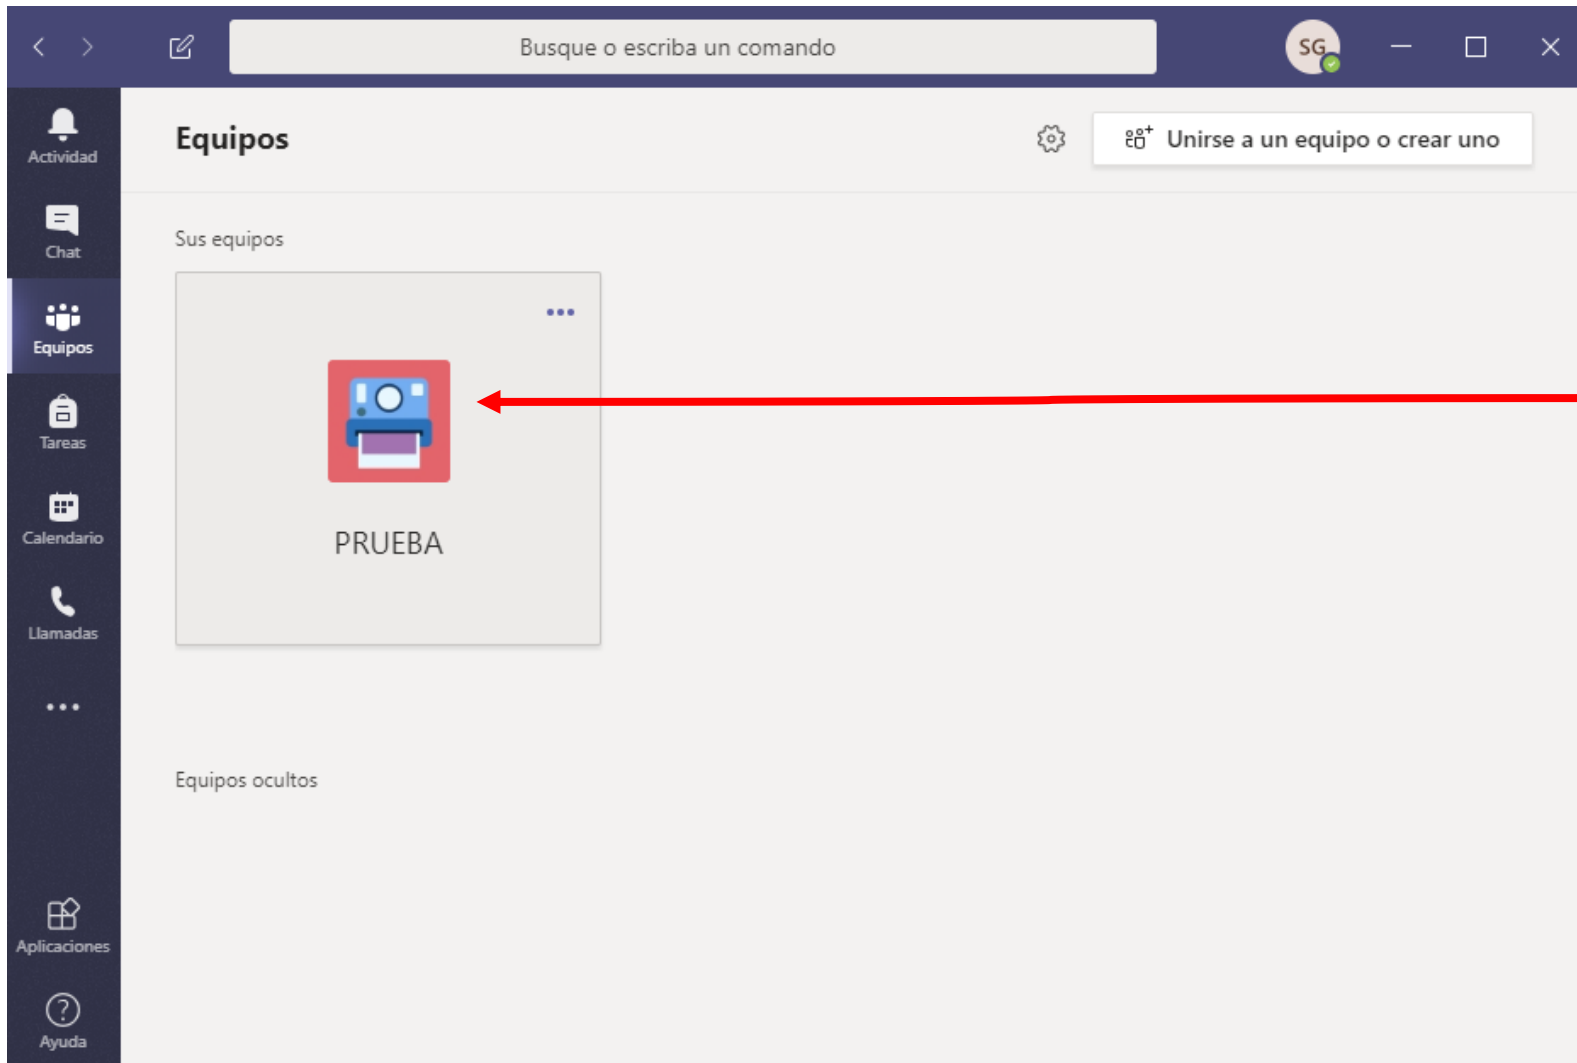 Busque o escriba un comando
SG
Actividad
Chat
Equipos
Tareas
Calendario
Llamadas
Aplicaciones
Ayuda
Equipos
Unirse a un equipo o crear uno
Sus equipos
PRUEBA
Equipos ocultos